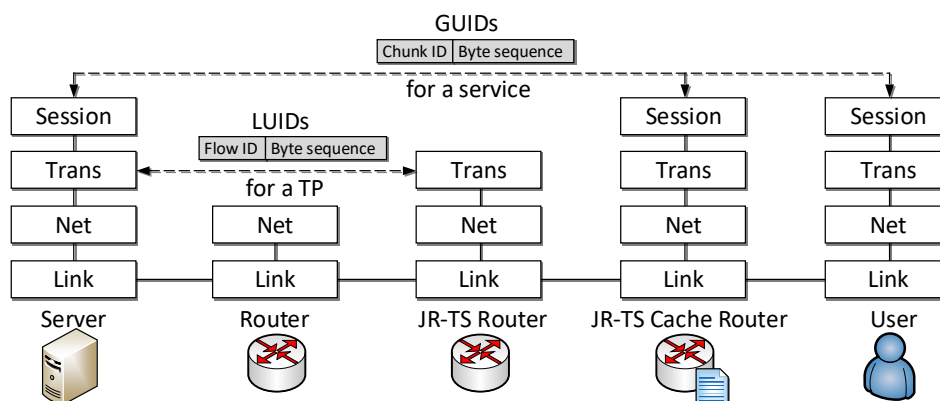 GUIDs
Chunk ID Byte sequence
for a service
Session Session Session
LUIDs
Flow ID Byte sequence
Trans Trans Trans Trans
for a TP
Net Net Net Net Net
Link Link Link Link Link
Server Router JR-TS Router JR-TS Cache Router User